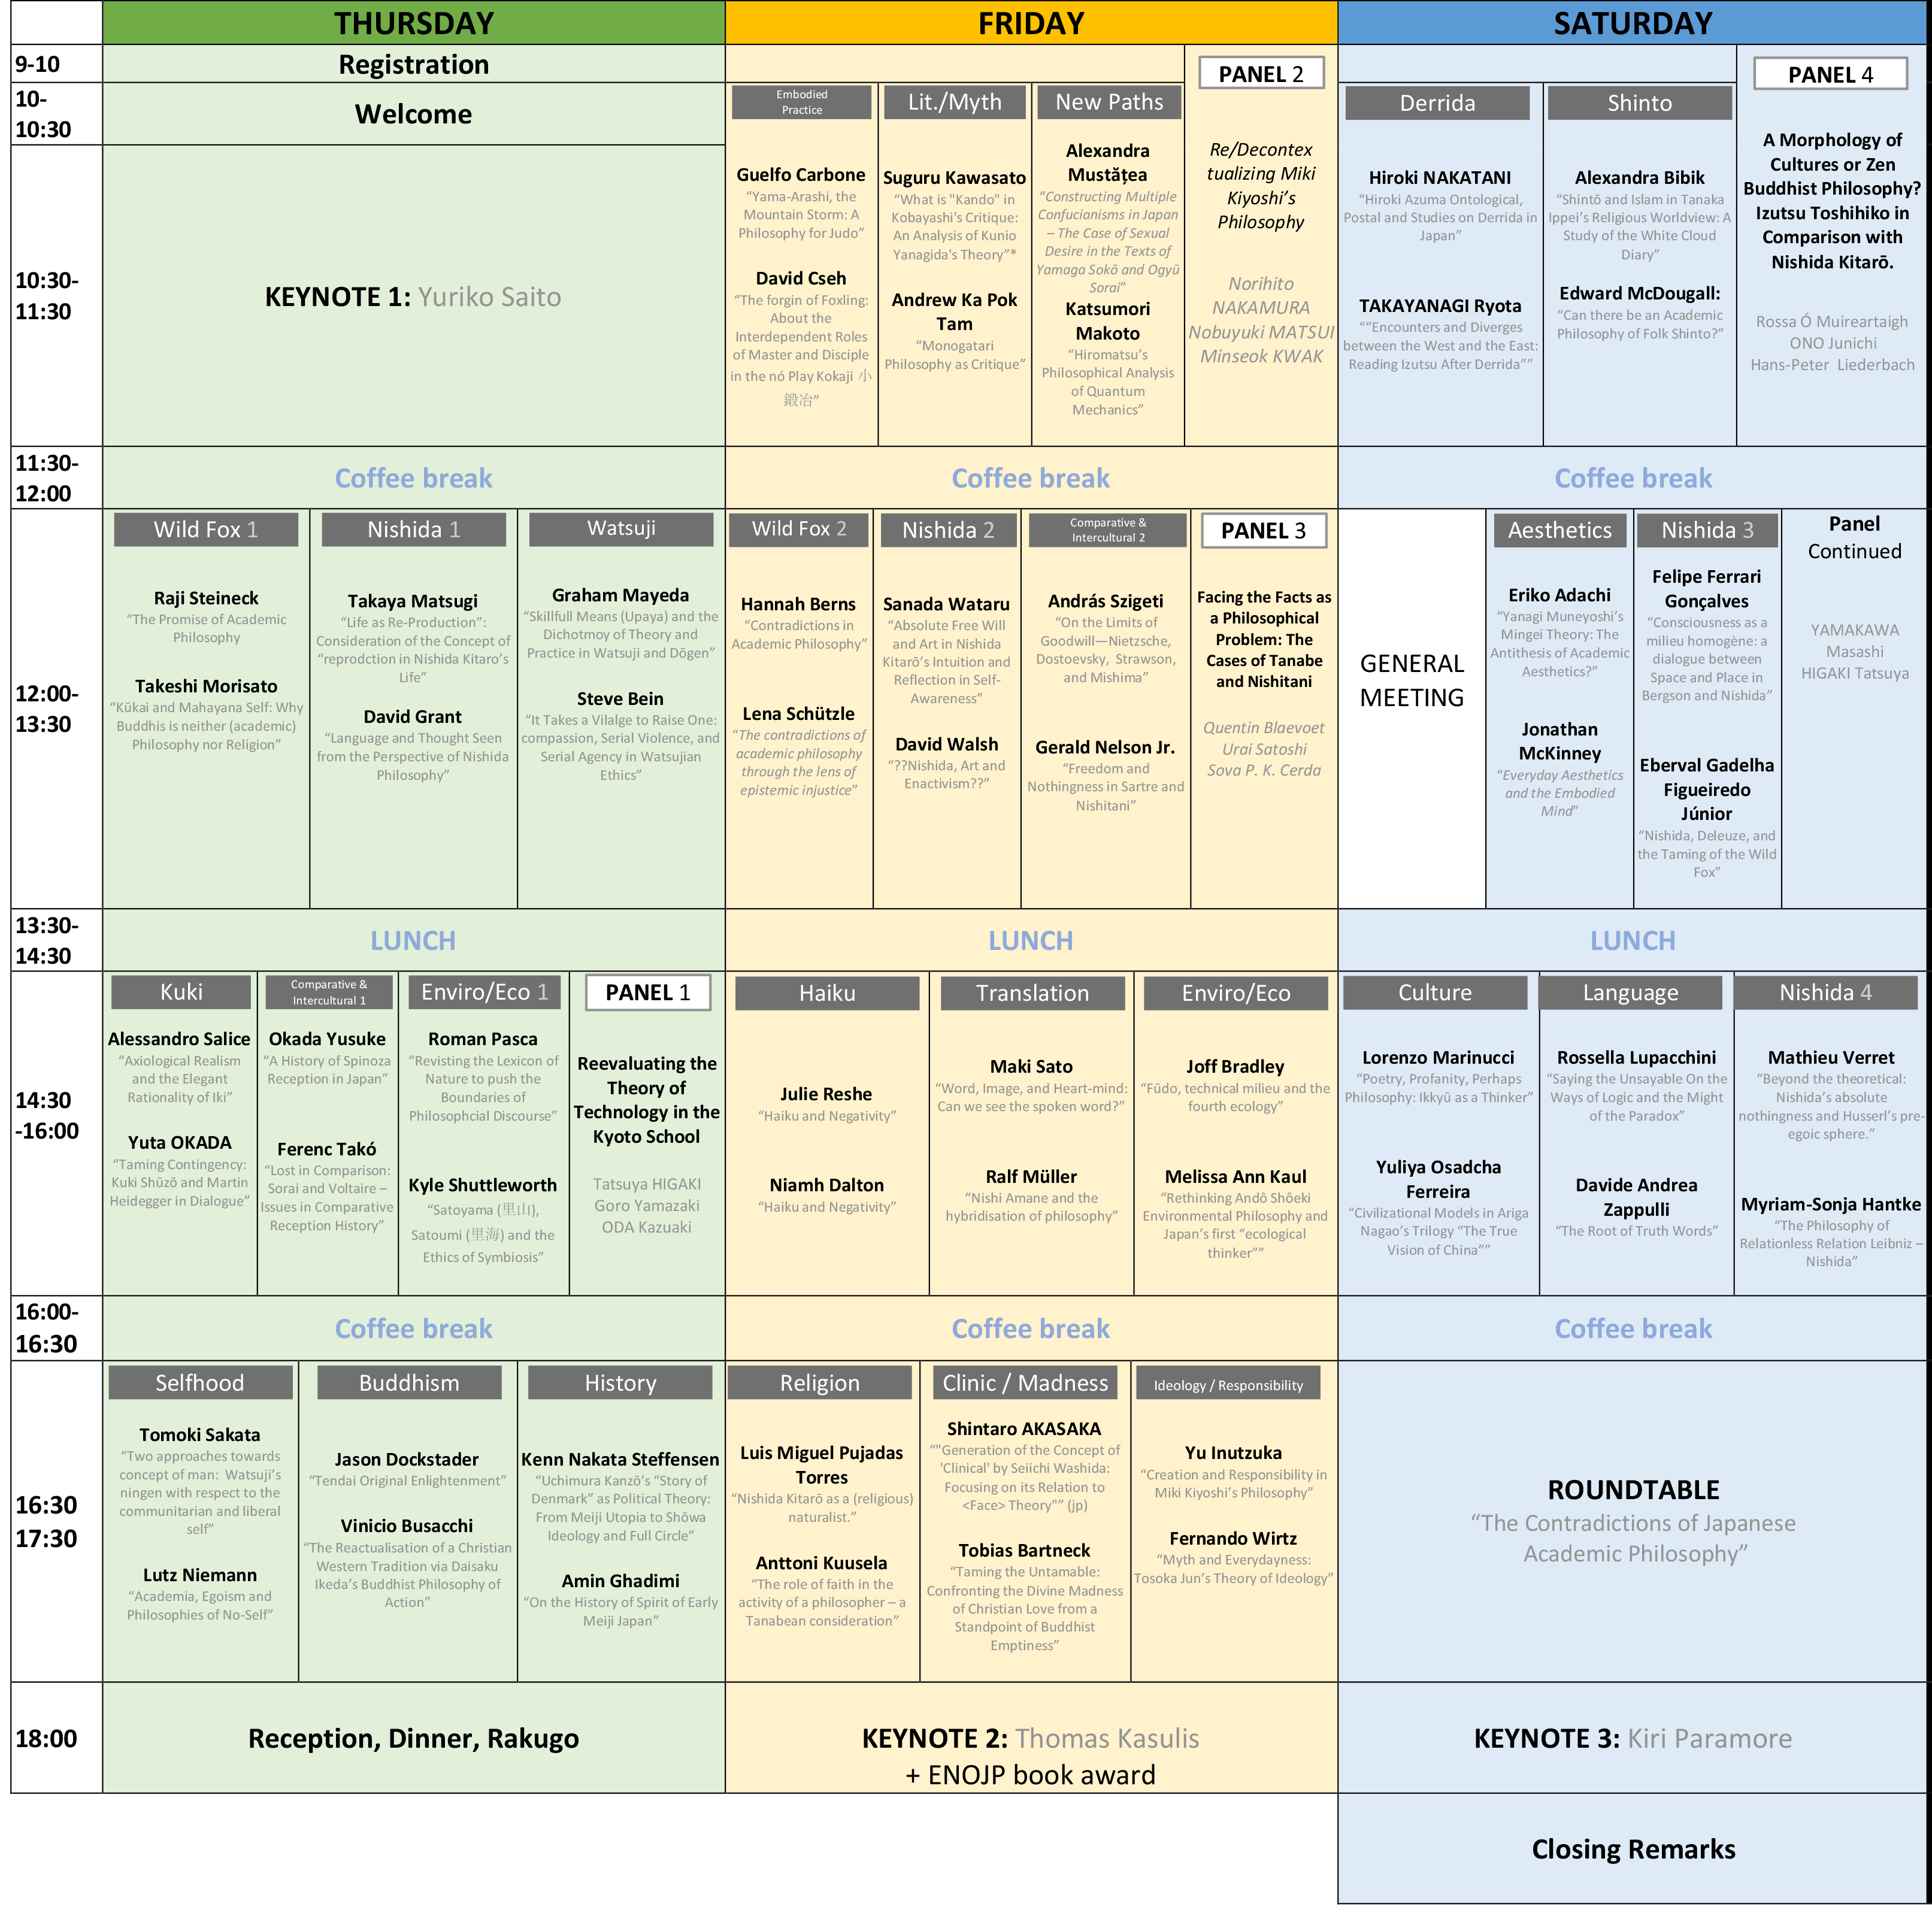 THURSDAY
FRIDAY
SATURDAY
9-10
Registration
PANEL 2
PANEL 4
10-
10:30
Welcome
Embodied
Practice
Lit./Myth
New Paths
Derrida
Shinto
10:30-
11:30
KEYNOTE 1: Yuriko Saito
Guelfo Carbone
“Yama-Arashi, the
Mountain Storm: A
Philosophy for Judo”
David Cseh
“The forgin of Foxling:
About the
Interdependent Roles
of Master and Disciple
in the nó Play Kokaji 小
鍛冶”
Suguru Kawasato
“What is "Kando" in
Kobayashi's Critique:
An Analysis of Kunio
Yanagida's Theory”*
Andrew Ka Pok
Tam
“Monogatari
Philosophy as Critique”
Alexandra
Mustățea
“Constructing Multiple
Confucianisms in Japan
– The Case of Sexual
Desire in the Texts of
Yamaga Sokō and Ogyū
Sorai”
Katsumori
Makoto
“Hiromatsu’s
Philosophical Analysis
of Quantum
Mechanics”
Re/Decontex
tualizing Miki
Kiyoshi’s
Philosophy
Norihito
NAKAMURA
Nobuyuki MATSUI
Minseok KWAK
Hiroki NAKATANI
“Hiroki Azuma Ontological,
Postal and Studies on Derrida in
Japan”
TAKAYANAGI Ryota
““Encounters and Diverges
between the West and the East:
Reading Izutsu After Derrida””
Alexandra Bibik
“Shintō and Islam in Tanaka
Ippei’s Religious Worldview: A
Study of the White Cloud
Diary”
Edward McDougall:
“Can there be an Academic
Philosophy of Folk Shinto?”
A Morphology of
Cultures or Zen
Buddhist Philosophy?
Izutsu Toshihiko in
Comparison with
Nishida Kitarō.
Rossa Ó Muireartaigh
ONO Junichi
Hans-Peter Liederbach
11:30-
12:00
Coffee break
Coffee break
Coffee break
12:00-
13:30
Wild Fox 1
Raji Steineck
“The Promise of Academic
Philosophy
Takeshi Morisato
“Kūkai and Mahayana Self: Why
Buddhis is neither (academic)
Philosophy nor Religion”
Nishida 1
Takaya Matsugi
“Life as Re-Production”:
Consideration of the Concept of
“reprodction in Nishida Kitaro’s
Life”
David Grant
“Language and Thought Seen
from the Perspective of Nishida
Philosophy”
Watsuji
Graham Mayeda
“Skillfull Means (Upaya) and the
Dichotmoy of Theory and
Practice in Watsuji and Dōgen”
Steve Bein
“It Takes a Vilalge to Raise One:
compassion, Serial Violence, and
Serial Agency in Watsujian
Ethics”
Wild Fox 2
Hannah Berns
“Contradictions in
Academic Philosophy”
Lena Schützle
“The contradictions of
academic philosophy
through the lens of
epistemic injustice”
Nishida 2
Sanada Wataru
“Absolute Free Will
and Art in Nishida
Kitarō’s Intuition and
Reflection in Self-
Awareness”
David Walsh
“??Nishida, Art and
Enactivism??”
Comparative &
Intercultural 2
András Szigeti
“On the Limits of
Goodwill—Nietzsche,
Dostoevsky, Strawson,
and Mishima”
Gerald Nelson Jr.
“Freedom and
Nothingness in Sartre and
Nishitani”
PANEL 3
Facing the Facts as
a Philosophical
Problem: The
Cases of Tanabe
and Nishitani
Quentin Blaevoet
Urai Satoshi
Sova P. K. Cerda
GENERAL
MEETING
Aesthetics
Eriko Adachi
“Yanagi Muneyoshi’s
Mingei Theory: The
Antithesis of Academic
Aesthetics?”
Jonathan
McKinney
“Everyday Aesthetics
and the Embodied
Mind”
Nishida 3
Felipe Ferrari
Gonçalves
“Consciousness as a
milieu homogène: a
dialogue between
Space and Place in
Bergson and Nishida”
Eberval Gadelha
Figueiredo
Júnior
“Nishida, Deleuze, and
the Taming of the Wild
Fox”
Panel
Continued
YAMAKAWA
Masashi
HIGAKI Tatsuya
13:30-
14:30
LUNCH
LUNCH
LUNCH
14:30
-16:00
Kuki
Alessandro Salice
“Axiological Realism
and the Elegant
Rationality of Iki”
Yuta OKADA
“Taming Contingency:
Kuki Shūzō and Martin
Heidegger in Dialogue”
Comparative &
Intercultural 1
Okada Yusuke
“A History of Spinoza
Reception in Japan”
Ferenc Takó
“Lost in Comparison:
Sorai and Voltaire –
Issues in Comparative
Reception History”
Enviro/Eco 1
Roman Pasca
“Revisting the Lexicon of
Nature to push the
Boundaries of
Philosophcial Discourse”
Kyle Shuttleworth
“Satoyama (里山),
Satoumi (里海) and the
Ethics of Symbiosis”
PANEL 1
Reevaluating the
Theory of
Technology in the
Kyoto School
Tatsuya HIGAKI
Goro Yamazaki
ODA Kazuaki
Haiku
Julie Reshe
“Haiku and Negativity”
Niamh Dalton
“Haiku and Negativity”
Translation
Maki Sato
“Word, Image, and Heart-mind:
Can we see the spoken word?”
Ralf Müller
“Nishi Amane and the
hybridisation of philosophy”
Enviro/Eco
Joff Bradley
“Fūdo, technical milieu and the
fourth ecology”
Melissa Ann Kaul
“Rethinking Andô Shôeki
Environmental Philosophy and
Japan’s first “ecological
thinker””
Culture
Lorenzo Marinucci
“Poetry, Profanity, Perhaps
Philosophy: Ikkyū as a Thinker”
Yuliya Osadcha
Ferreira
“Civilizational Models in Ariga
Nagao’s Trilogy “The True
Vision of China””
Language
Rossella Lupacchini
“Saying the Unsayable On the
Ways of Logic and the Might
of the Paradox”
Davide Andrea
Zappulli
“The Root of Truth Words”
Nishida 4
Mathieu Verret
“Beyond the theoretical:
Nishida’s absolute
nothingness and Husserl’s pre-
egoic sphere.”
Myriam-Sonja Hantke
“The Philosophy of
Relationless Relation Leibniz –
Nishida”
16:00-
16:30
Coffee break
Coffee break
Coffee break
16:30
17:30
Selfhood
Tomoki Sakata
“Two approaches towards
concept of man: Watsuji’s
ningen with respect to the
communitarian and liberal
self”
Lutz Niemann
“Academia, Egoism and
Philosophies of No-Self”
Buddhism
Jason Dockstader
“Tendai Original Enlightenment”
Vinicio Busacchi
“The Reactualisation of a Christian
Western Tradition via Daisaku
Ikeda’s Buddhist Philosophy of
Action”
History
Kenn Nakata Steffensen
“Uchimura Kanzō’s “Story of
Denmark” as Political Theory:
From Meiji Utopia to Shōwa
Ideology and Full Circle”
Amin Ghadimi
“On the History of Spirit of Early
Meiji Japan”
Religion
Luis Miguel Pujadas
Torres
“Nishida Kitarō as a (religious)
naturalist.”
Anttoni Kuusela
“The role of faith in the
activity of a philosopher – a
Tanabean consideration”
Clinic / Madness
Shintaro AKASAKA
“"Generation of the Concept of
'Clinical' by Seiichi Washida:
Focusing on its Relation to
<Face> Theory"” (jp)
Tobias Bartneck
“Taming the Untamable:
Confronting the Divine Madness
of Christian Love from a
Standpoint of Buddhist
Emptiness”
Ideology / Responsibility
Yu Inutzuka
“Creation and Responsibility in
Miki Kiyoshi’s Philosophy”
Fernando Wirtz
“Myth and Everydayness:
Tosoka Jun’s Theory of Ideology”
ROUNDTABLE
“The Contradictions of Japanese
Academic Philosophy”
18:00
Reception, Dinner, Rakugo
KEYNOTE 2: Thomas Kasulis
+ ENOJP book award
KEYNOTE 3: Kiri Paramore
Closing Remarks